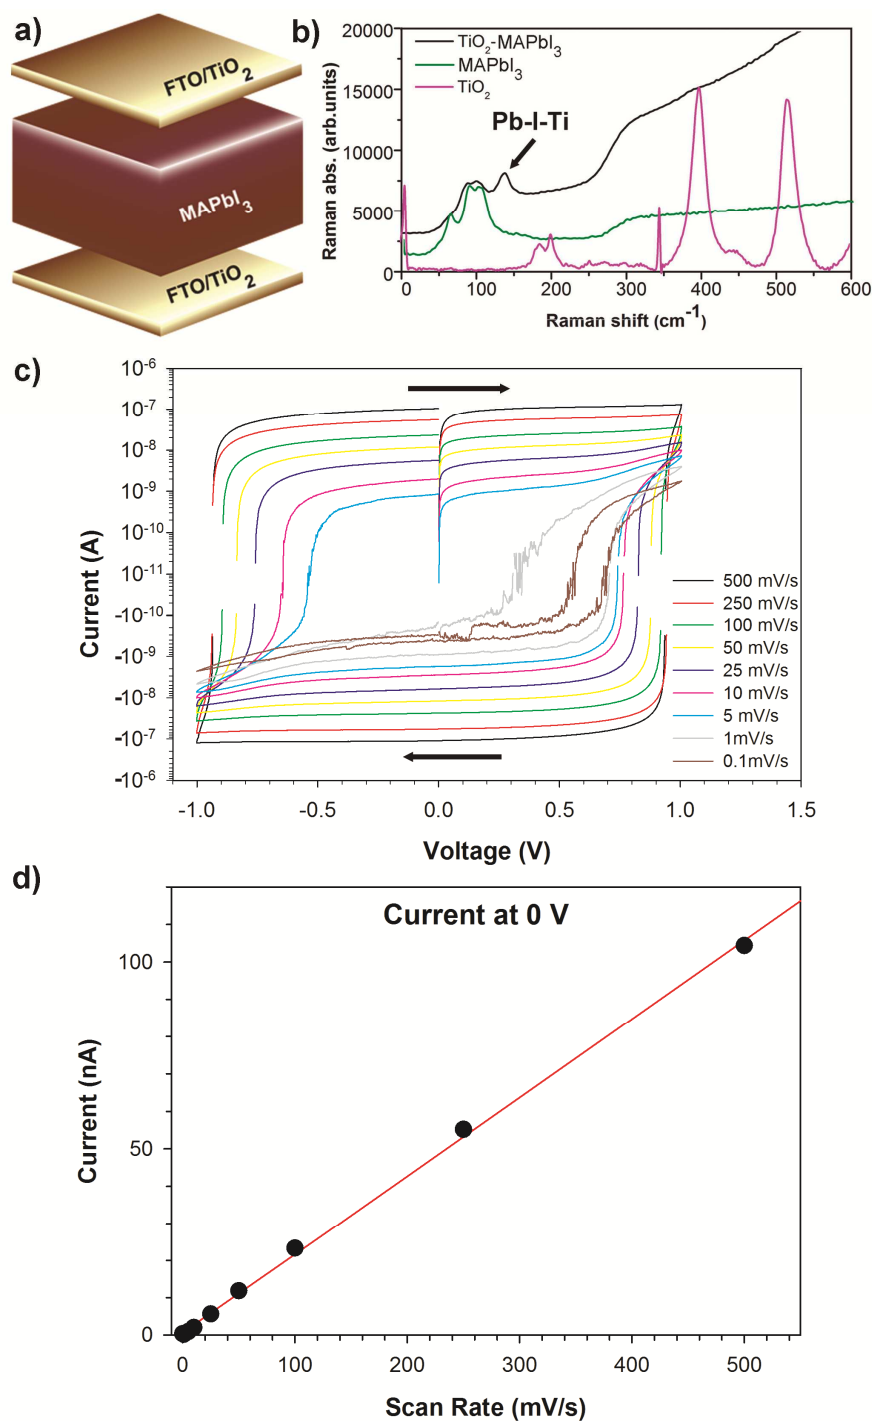 a)
FTO/TiO2
MAPbI3
FTO/TiO2
b)
20000
15000
10000
5000
0
Raman abs. (arb.units)
TiO2-MAPbI3
MAPbI3
TiO2
Pb-I-Ti
0 100 200 300 400 500 600
Raman shift (cm-1)
c)
10-6
10-7
10-8
10-9
10-10
10-11
-10-10
-10-9
-10-8
-10-7
-10-6
Current (A)
500 mV/s
250 mV/s
100 mV/s
50 mV/s
25 mV/s
10 mV/s
5 mV/s
1mV/s
0.1mV/s
-1.0 -0.5 0.0 0.5 1.0 1.5
Voltage (V)
d)
Current at 0 V
100
50
0
Current (nA)
0 100 200 300 400 500
Scan Rate (mV/s)